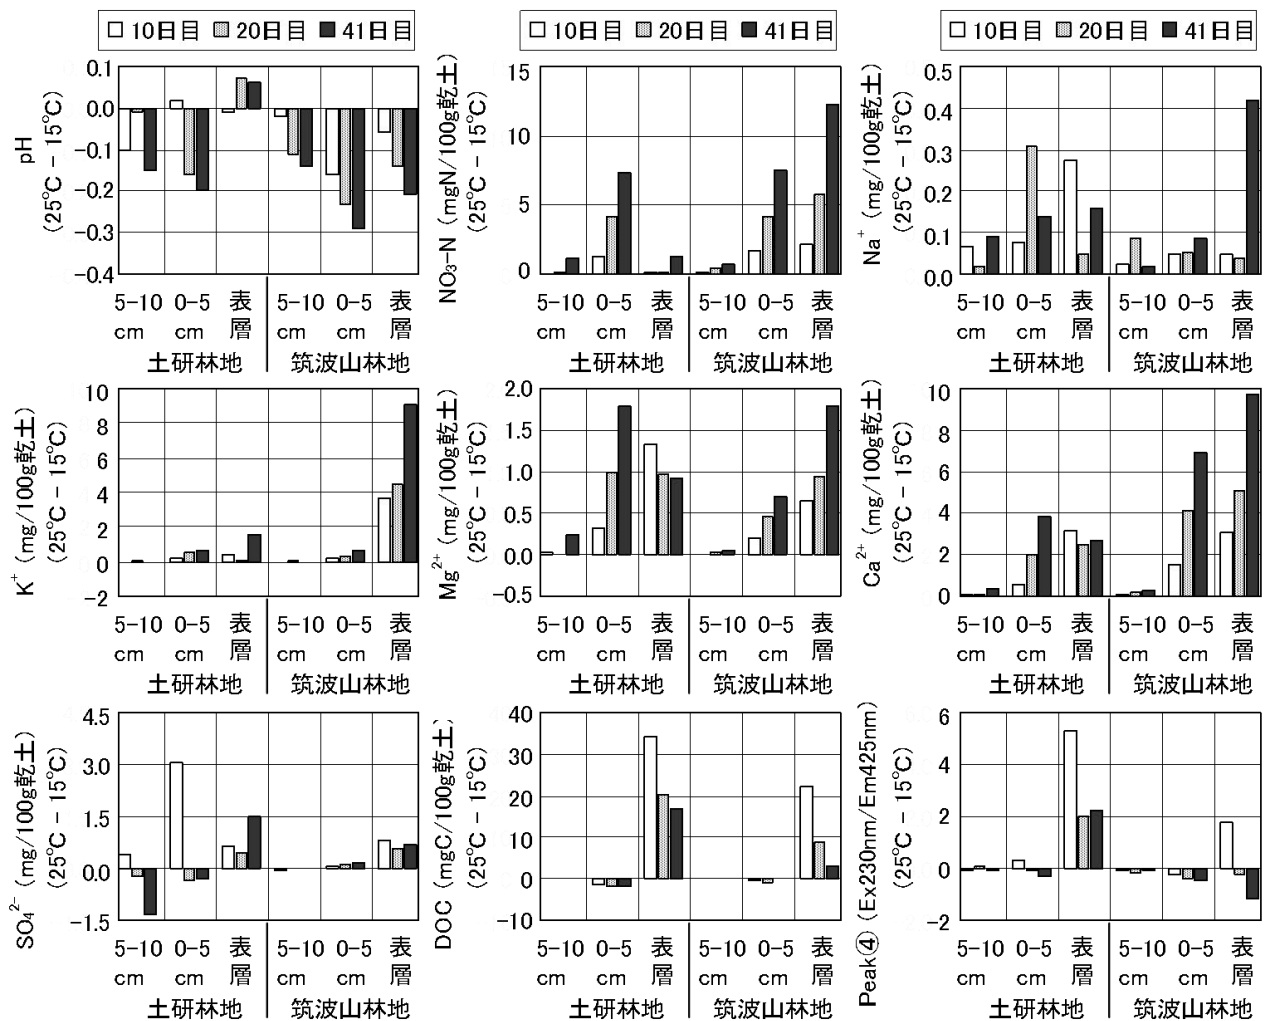 10日目 20日目 41日目
10日目 20日目 41日目
10日目 20日目 41日目
pH
(25℃ − 15℃)
0.1
0.0
−0.1
−0.2
−0.3
−0.4
5−10 0−5 表
cm cm 層
5−10 0−5 表
cm cm 層
土研林地 筑波山林地
NO₃−N (mgN/100g乾土)
(25℃ − 15℃)
15
10
5
0
5−10 0−5 表
cm cm 層
5−10 0−5 表
cm cm 層
土研林地 筑波山林地
Na⁺ (mg/100g乾土)
(25℃ − 15℃)
0.5
0.4
0.3
0.2
0.1
0.0
5−10 0−5 表
cm cm 層
5−10 0−5 表
cm cm 層
土研林地 筑波山林地
K⁺ (mg/100g乾土)
(25℃ − 15℃)
10
8
6
4
2
0
−2
5−10 0−5 表
cm cm 層
5−10 0−5 表
cm cm 層
土研林地 筑波山林地
Mg²⁺ (mg/100g乾土)
(25℃ − 15℃)
2.0
1.5
1.0
0.5
0.0
−0.5
5−10 0−5 表
cm cm 層
5−10 0−5 表
cm cm 層
土研林地 筑波山林地
Ca²⁺ (mg/100g乾土)
(25℃ − 15℃)
10
8
6
4
2
0
5−10 0−5 表
cm cm 層
5−10 0−5 表
cm cm 層
土研林地 筑波山林地
SO₄²⁻ (mg/100g乾土)
(25℃ − 15℃)
4.5
3.0
1.5
0.0
−1.5
5−10 0−5 表
cm cm 層
5−10 0−5 表
cm cm 層
土研林地 筑波山林地
DOC (mgC/100g乾土)
(25℃ − 15℃)
40
30
20
10
0
−10
5−10 0−5 表
cm cm 層
5−10 0−5 表
cm cm 層
土研林地 筑波山林地
Peak④ (Ex230nm/Em425nm)
(25℃ − 15℃)
6
4
2
0
−2
5−10 0−5 表
cm cm 層
5−10 0−5 表
cm cm 層
土研林地 筑波山林地